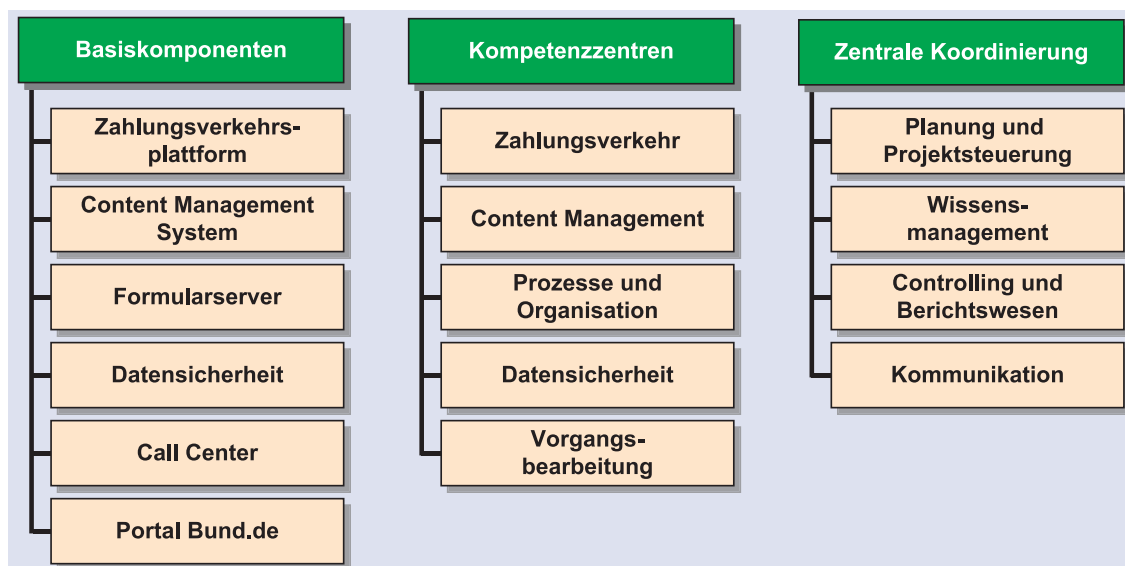 Basiskomponenten
Zahlungsverkehrs-
plattform
Content Management
System
Formularserver
Datensicherheit
Call Center
Portal Bund.de
Kompetenzzentren
Zahlungsverkehr
Content Management
Prozesse und
Organisation
Datensicherheit
Vorgangs-
bearbeitung
Zentrale Koordinierung
Planung und
Projektsteuerung
Wissens-
management
Controlling und
Berichtswesen
Kommunikation